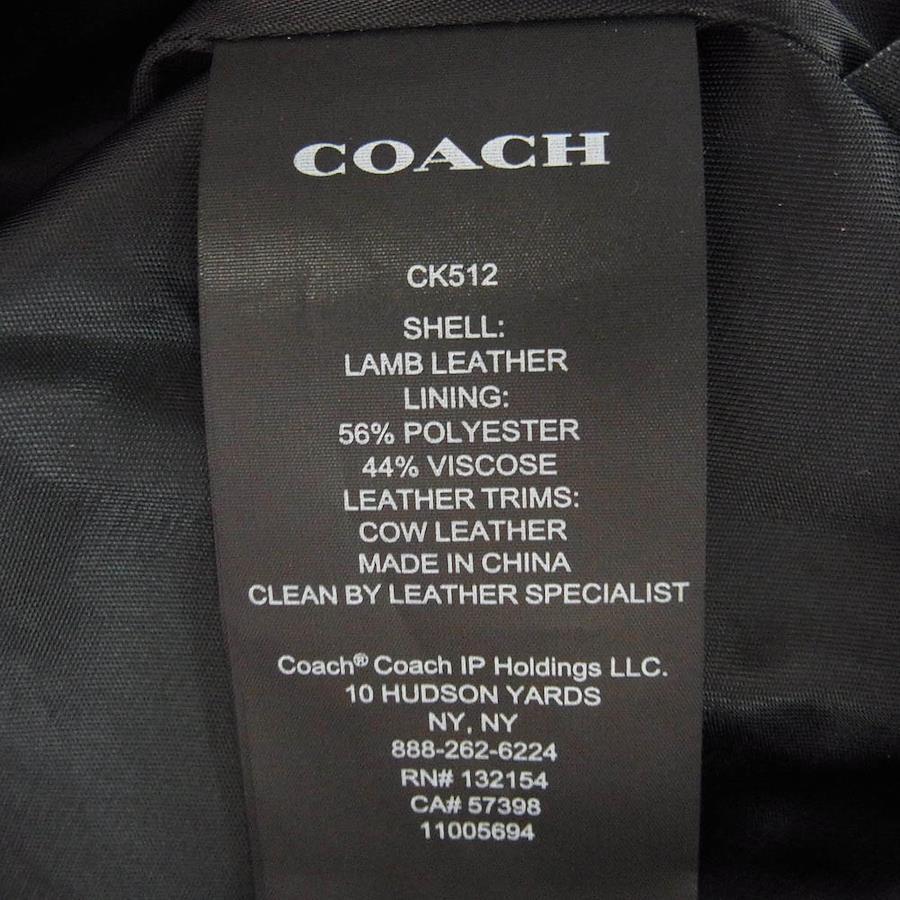 COACH
CK512
SHELL:
LAMB LEATHER
LINING:
56% POLYESTER
44% VISCOSE
LEATHER TRIMS:
COW LEATHER
MADE IN CHINA
CLEAN BY LEATHER SPECIALIST
Coach® Coach IP Holdings LLC.
10 HUDSON YARDS
NY, NY
888-262-6224
RN# 132154
CA# 57398
11005694